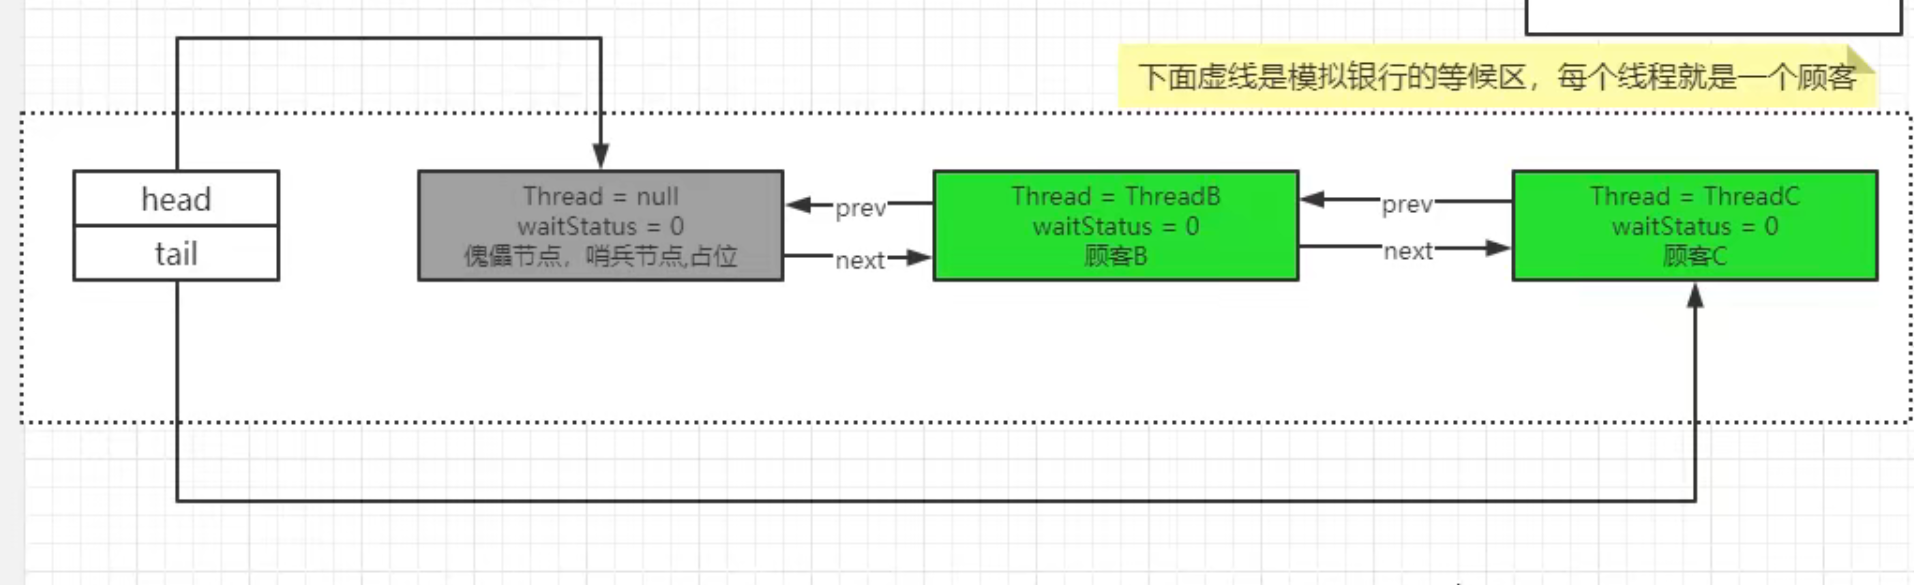 下面虚线是模拟银行的等候区，每个线程就是一个顾客
head
tail
Thread = null
waitStatus = 0
傀儡节点，哨兵节点,占位
prev
next
Thread = ThreadB
waitStatus = 0
顾客B
prev
next
Thread = ThreadC
waitStatus = 0
顾客C